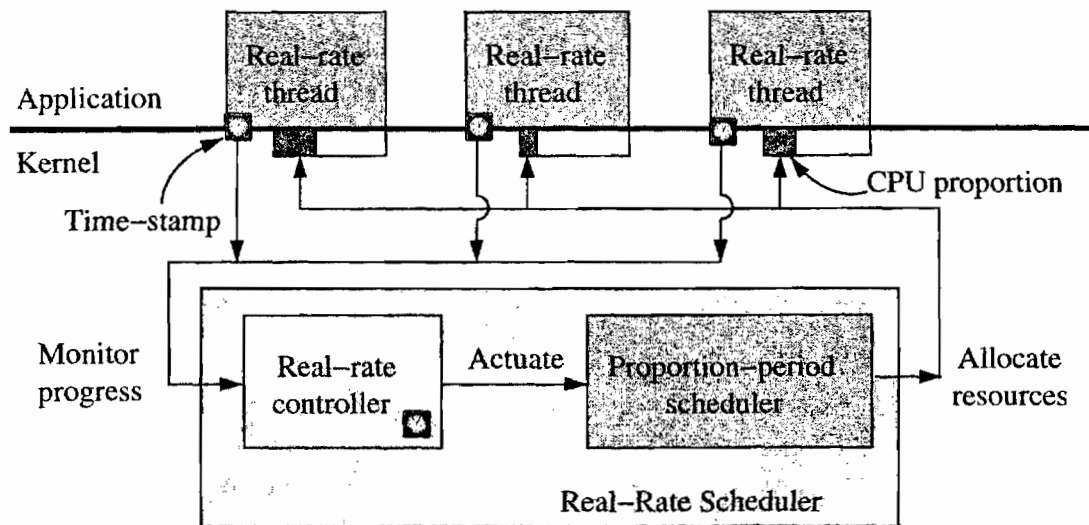 Real–rate
thread
Real–rate
thread
Real–rate
thread
Application
Kernel
CPU proportion
Time–stamp
Monitor
progress
Real–rate
controller
Actuate
Proportion–period
scheduler
Allocate
resources
Real–Rate Scheduler